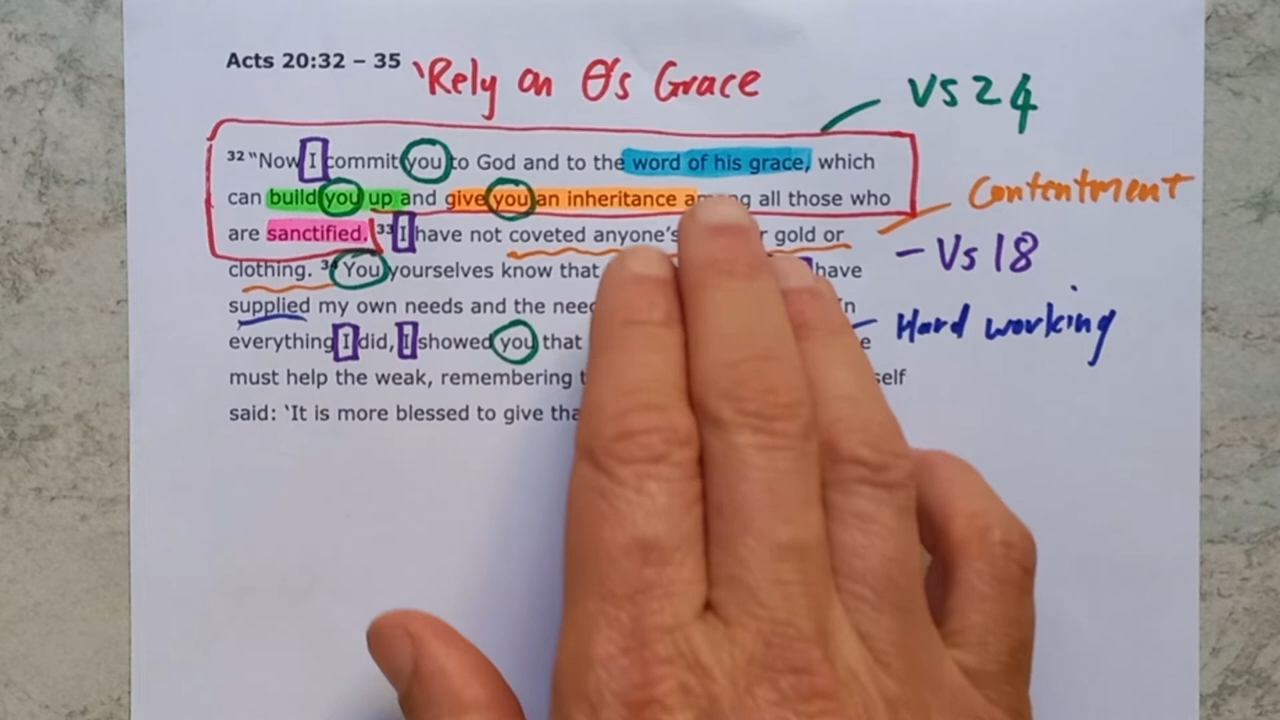 Acts 20:32 – 35
'Rely on θ's Grace
Vs 24
32 "Now I commit you to God and to the word of his grace, which
can build you up and give you an inheritance among all those who
Contentment
are sanctified. 33 I have not coveted anyone's r gold or
- Vs 18
clothing. 34 You yourselves know that have
supplied my own needs and the need n
Hard working
everything I did, I showed you that e
must help the weak, remembering t self
said: 'It is more blessed to give tha